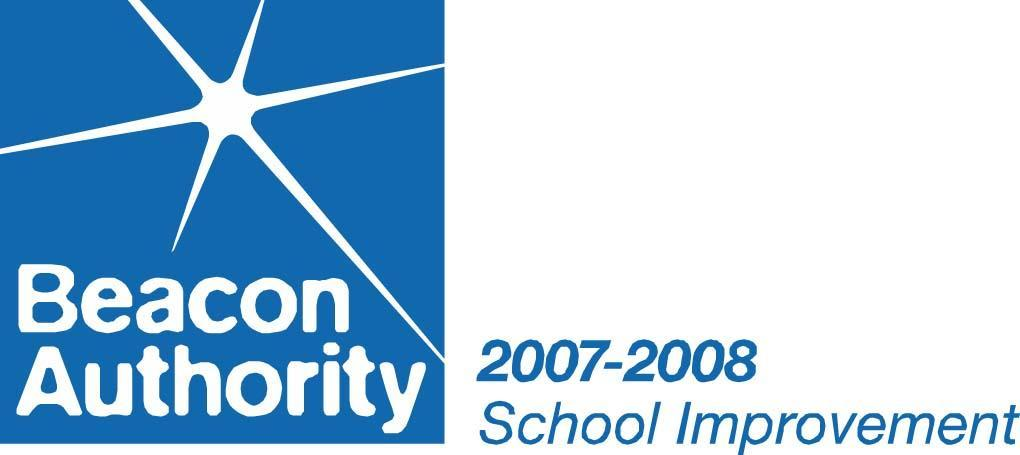 Beacon
Authority
2007-2008
School Improvement